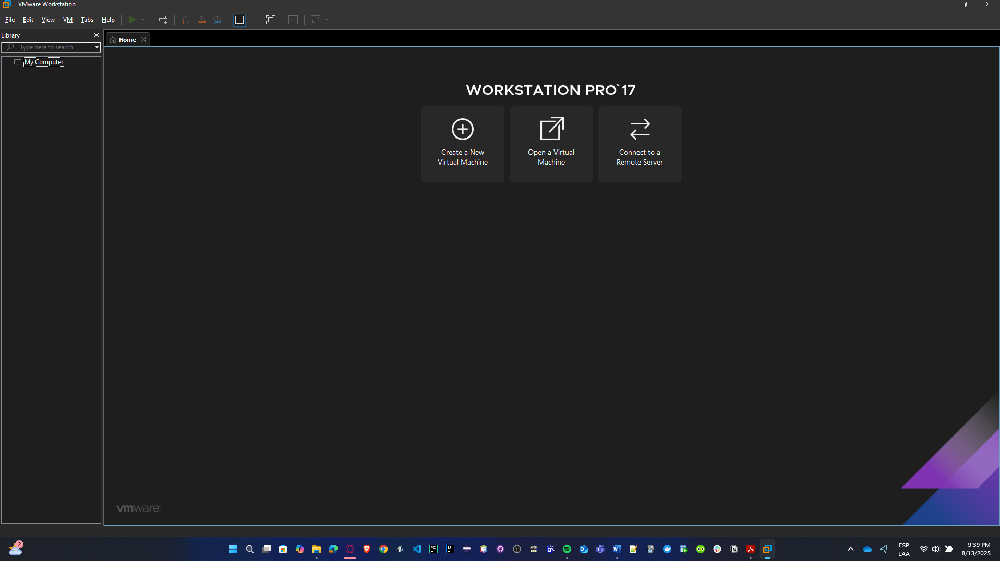 VMware Workstation
File Edit View VM Tabs Help
Library
Home
Type here to search
My Computer
WORKSTATION PRO™ 17
Create a New
Virtual Machine
Open a Virtual
Machine
Connect to a
Remote Server
vmware
2
PC
IJ
W
N
ESP
LAA
9:39 PM
8/13/2025